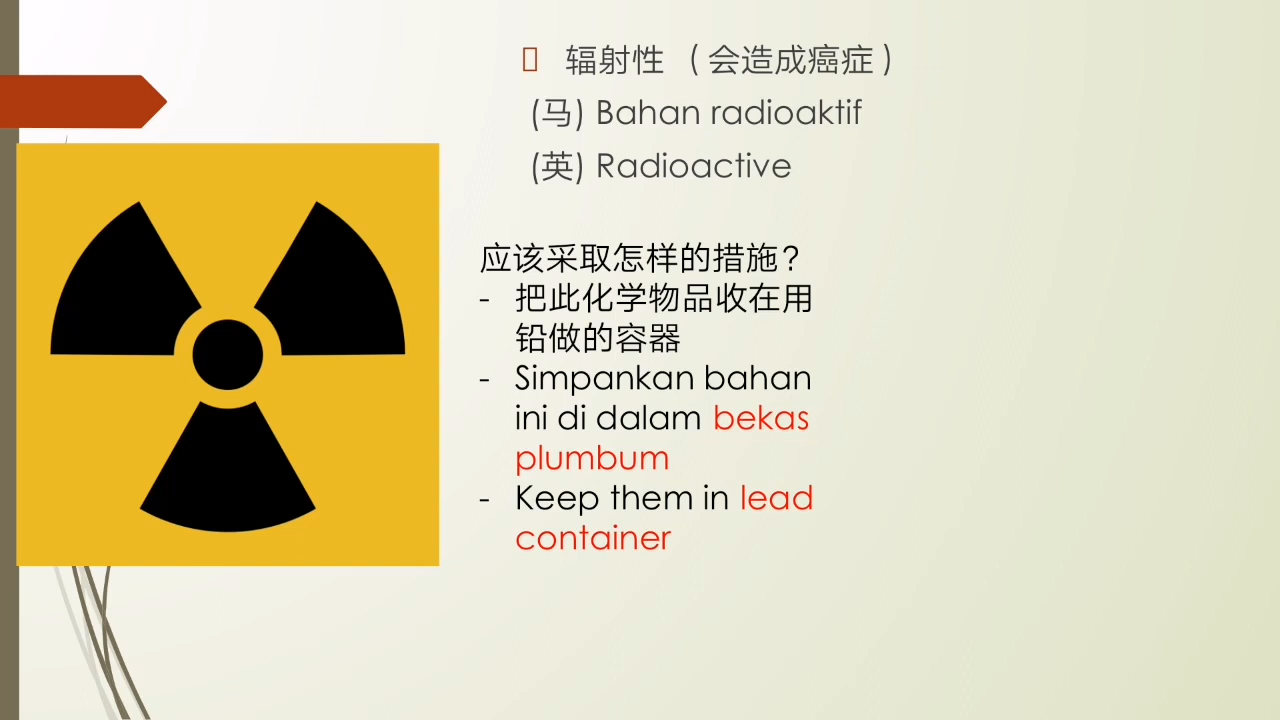 辐射性 （会造成癌症）
(马) Bahan radioaktif
(英) Radioactive
应该采取怎样的措施？
- 把此化学物品收在用
铅做的容器
- Simpankan bahan
ini di dalam bekas
plumbum
- Keep them in lead
container